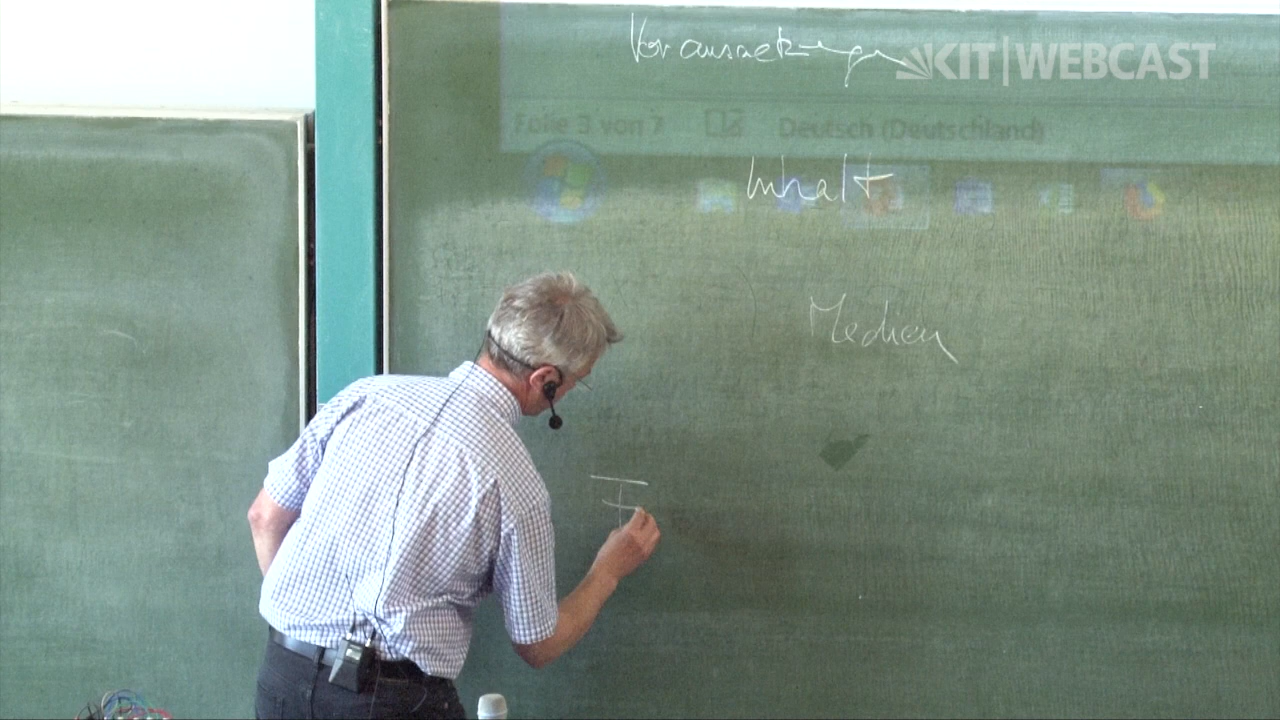 Voraussetzungen
KIT|WEBCAST
Folie 3 von 7 Deutsch (Deutschland)
Inhalt
Medien
F